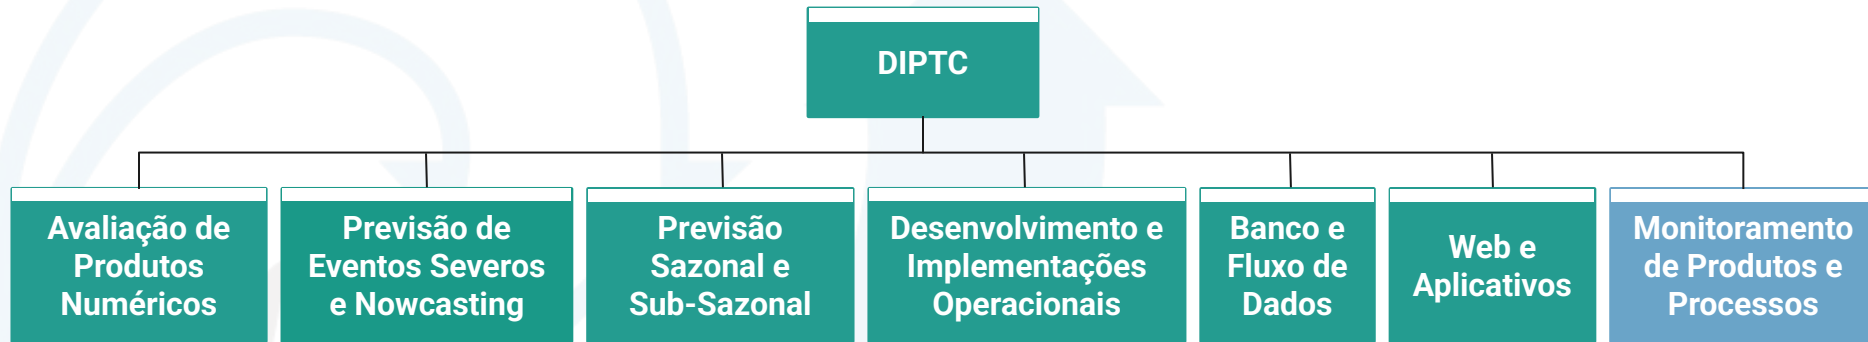 DIPTC
Avaliação de
Produtos
Numéricos
Previsão de
Eventos Severos
e Nowcasting
Previsão
Sazonal e
Sub-Sazonal
Desenvolvimento e
Implementações
Operacionais
Banco e
Fluxo de
Dados
Web e
Aplicativos
Monitoramento
de Produtos e
Processos